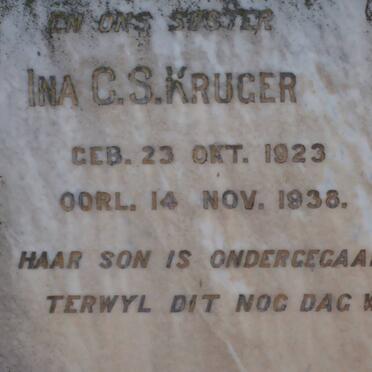 EN ONS SUSTER
INA C.S. KRUGER
GEB. 23 OKT. 1923
OORL. 14 NOV. 1938.
HAAR SON IS ONDERGEGAA
TERWYL DIT NOG DAG